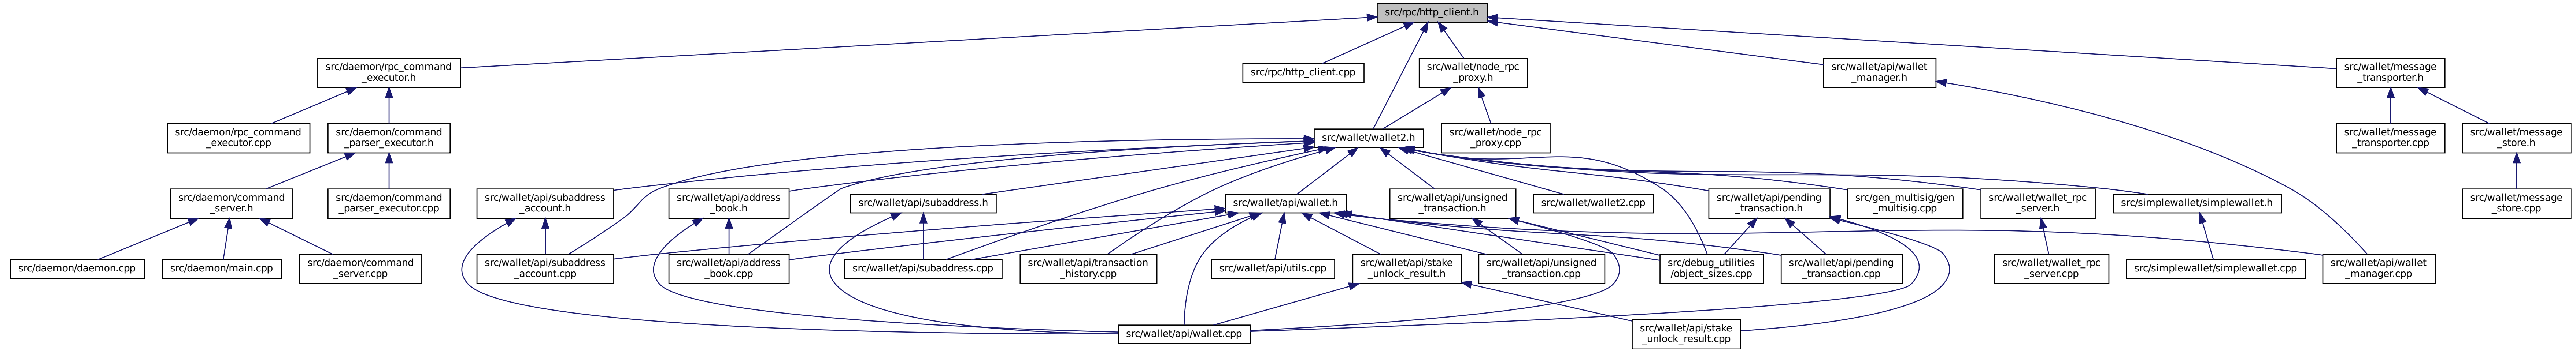 src/rpc/http_client.h
src/daemon/rpc_command
_executor.h
src/rpc/http_client.cpp
src/wallet/node_rpc
_proxy.h
src/wallet/api/wallet
_manager.h
src/wallet/message
_transporter.h
src/daemon/rpc_command
_executor.cpp
src/daemon/command
_parser_executor.h
src/wallet/wallet2.h
src/wallet/node_rpc
_proxy.cpp
src/wallet/message
_transporter.cpp
src/wallet/message
_store.h
src/daemon/command
_server.h
src/daemon/command
_parser_executor.cpp
src/wallet/api/subaddress
_account.h
src/wallet/api/address
_book.h
src/wallet/api/subaddress.h
src/wallet/api/wallet.h
src/wallet/api/unsigned
_transaction.h
src/wallet/wallet2.cpp
src/wallet/api/pending
_transaction.h
src/gen_multisig/gen
_multisig.cpp
src/wallet/wallet_rpc
_server.h
src/simplewallet/simplewallet.h
src/wallet/message
_store.cpp
src/daemon/daemon.cpp
src/daemon/main.cpp
src/daemon/command
_server.cpp
src/wallet/api/subaddress
_account.cpp
src/wallet/api/address
_book.cpp
src/wallet/api/subaddress.cpp
src/wallet/api/transaction
_history.cpp
src/wallet/api/utils.cpp
src/wallet/api/stake
_unlock_result.h
src/wallet/api/unsigned
_transaction.cpp
src/debug_utilities
/object_sizes.cpp
src/wallet/api/pending
_transaction.cpp
src/wallet/wallet_rpc
_server.cpp
src/simplewallet/simplewallet.cpp
src/wallet/api/wallet
_manager.cpp
src/wallet/api/wallet.cpp
src/wallet/api/stake
_unlock_result.cpp